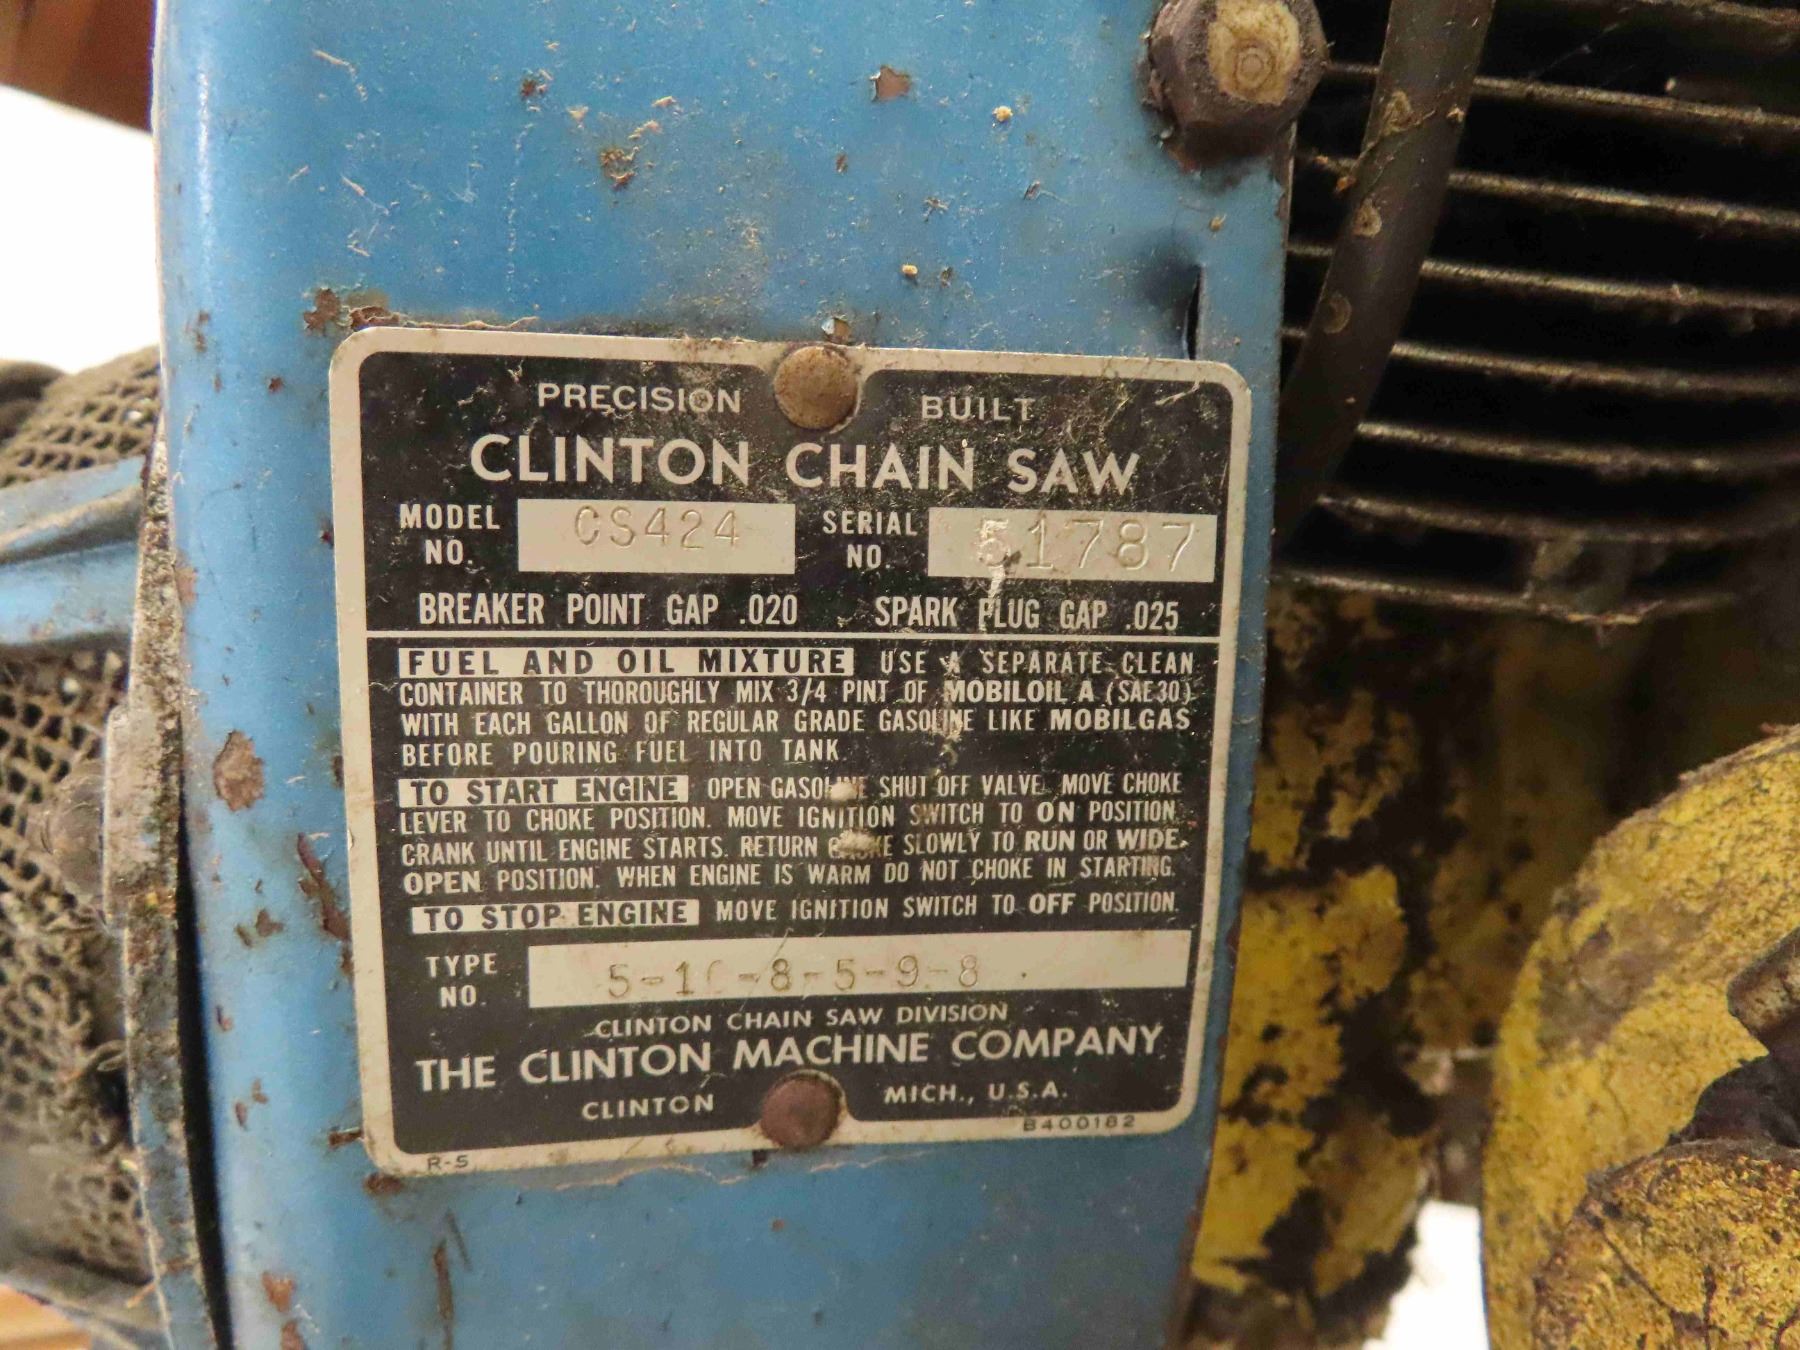 PRECISION BUILT
CLINTON CHAIN SAW
MODEL NO. CS424 SERIAL NO. 51787
BREAKER POINT GAP .020 SPARK PLUG GAP .025
FUEL AND OIL MIXTURE USE A SEPARATE CLEAN
CONTAINER TO THOROUGHLY MIX 3/4 PINT OF MOBILOIL A (SAE30)
WITH EACH GALLON OF REGULAR GRADE GASOLINE LIKE MOBILGAS
BEFORE POURING FUEL INTO TANK.
TO START ENGINE OPEN GASOLINE SHUT OFF VALVE. MOVE CHOKE
LEVER TO CHOKE POSITION. MOVE IGNITION SWITCH TO ON POSITION.
CRANK UNTIL ENGINE STARTS. RETURN CHOKE SLOWLY TO RUN OR WIDE-
OPEN POSITION. WHEN ENGINE IS WARM DO NOT CHOKE IN STARTING.
TO STOP ENGINE MOVE IGNITION SWITCH TO OFF POSITION.
TYPE NO.
CLINTON CHAIN SAW DIVISION
THE CLINTON MACHINE COMPANY
CLINTON MICH., U.S.A.
B400182
R-5